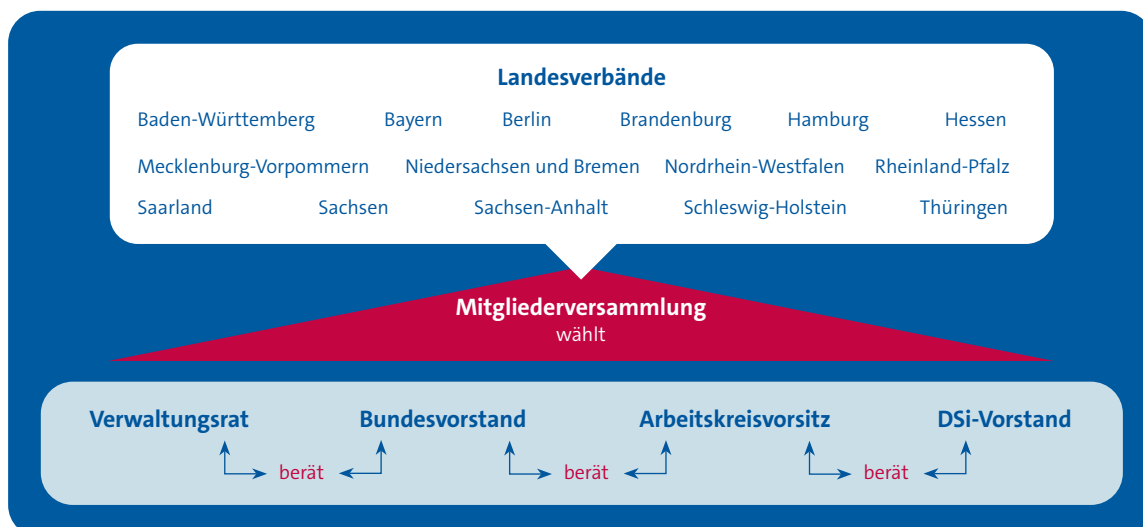 Landesverbände
Baden-Württemberg Bayern Berlin Brandenburg Hamburg Hessen
Mecklenburg-Vorpommern Niedersachsen und Bremen Nordrhein-Westfalen Rheinland-Pfalz
Saarland Sachsen Sachsen-Anhalt Schleswig-Holstein Thüringen
Mitgliederversammlung
wählt
Verwaltungsrat Bundesvorstand Arbeitskreisvorsitz DSi-Vorstand
berät berät berät